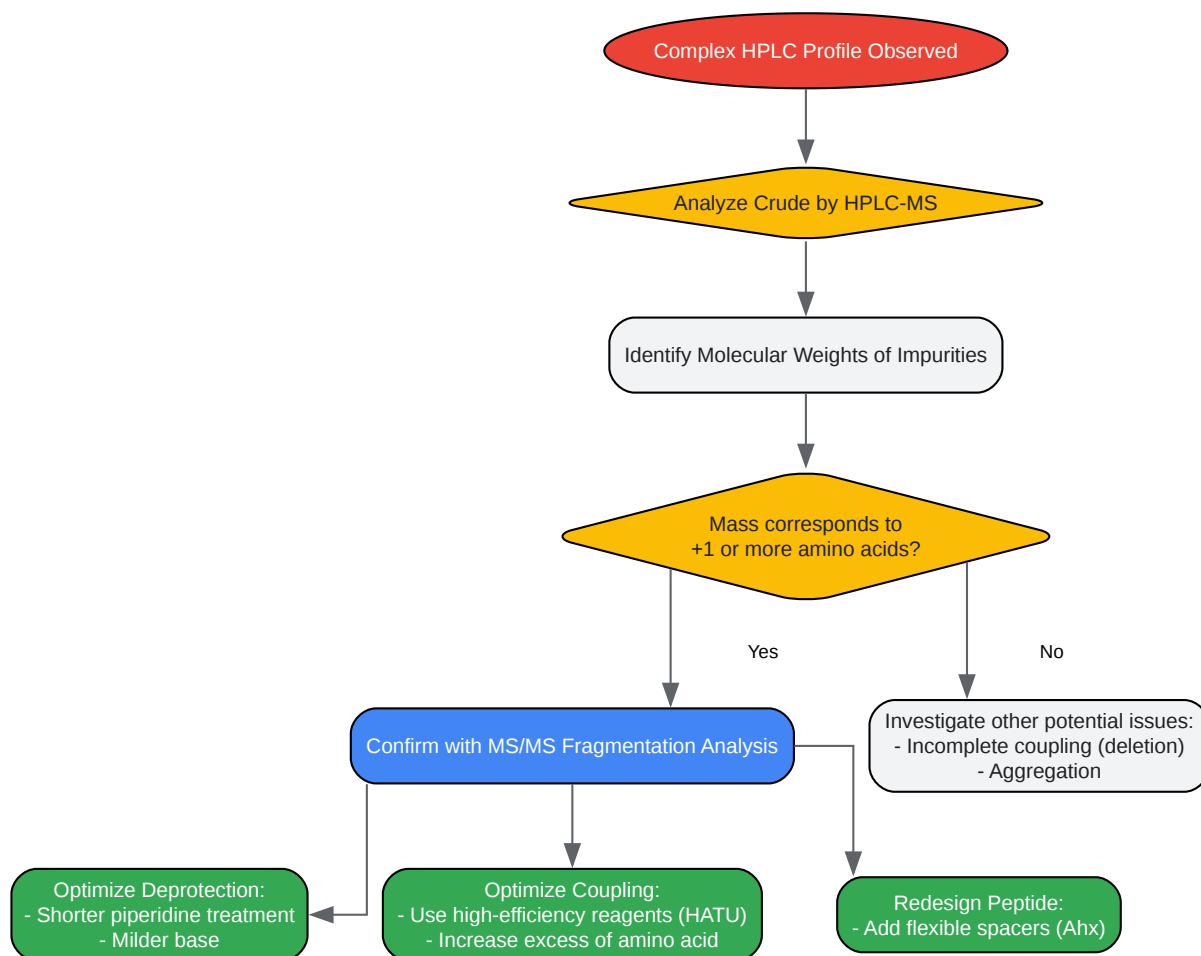 Complex HPLC Profile Observed
Analyze Crude by HPLC-MS
Identify Molecular Weights of Impurities
Mass corresponds to
+1 or more amino acids?
Yes
No
Confirm with MS/MS Fragmentation Analysis
Investigate other potential issues:
- Incomplete coupling (deletion)
- Aggregation
Optimize Deprotection:
- Shorter piperidine treatment
- Milder base
Optimize Coupling:
- Use high-efficiency reagents (HATU)
- Increase excess of amino acid
Redesign Peptide:
- Add flexible spacers (Ahx)